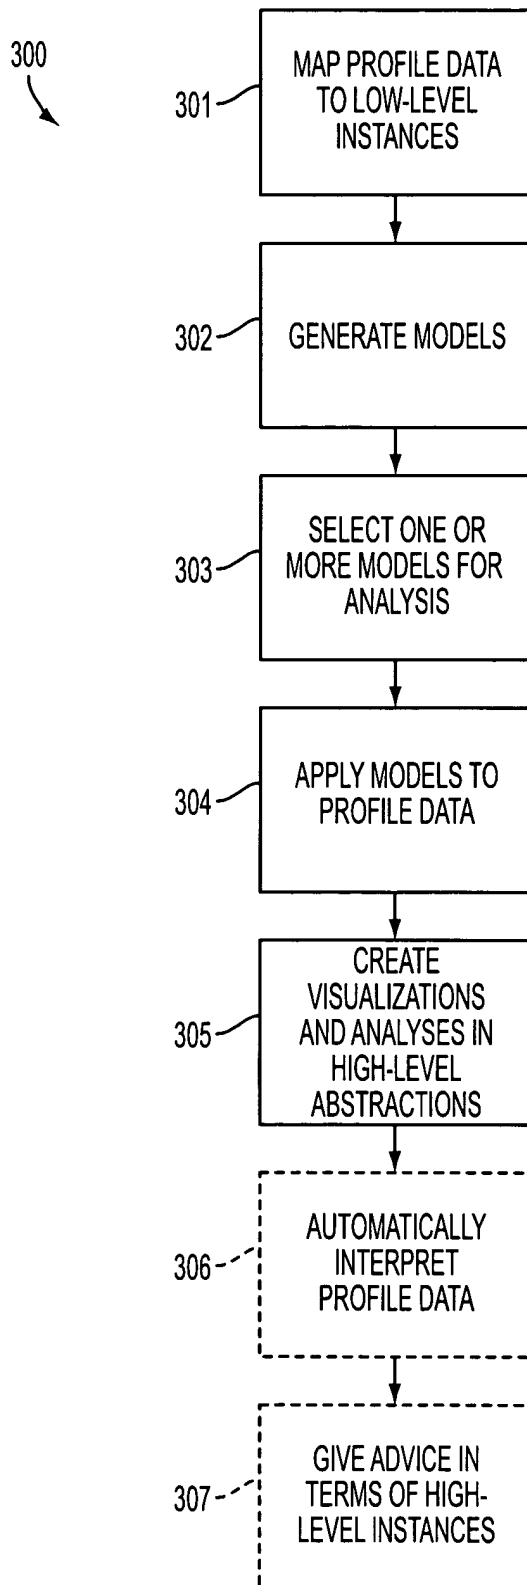 300
301
MAP PROFILE DATA
TO LOW-LEVEL
INSTANCES
302
GENERATE MODELS
303
SELECT ONE OR
MORE MODELS FOR
ANALYSIS
304
APPLY MODELS TO
PROFILE DATA
305
CREATE
VISUALIZATIONS
AND ANALYSES IN
HIGH-LEVEL
ABSTRACTIONS
306
AUTOMATICALLY
INTERPRET
PROFILE DATA
307
GIVE ADVICE IN
TERMS OF HIGH-
LEVEL INSTANCES